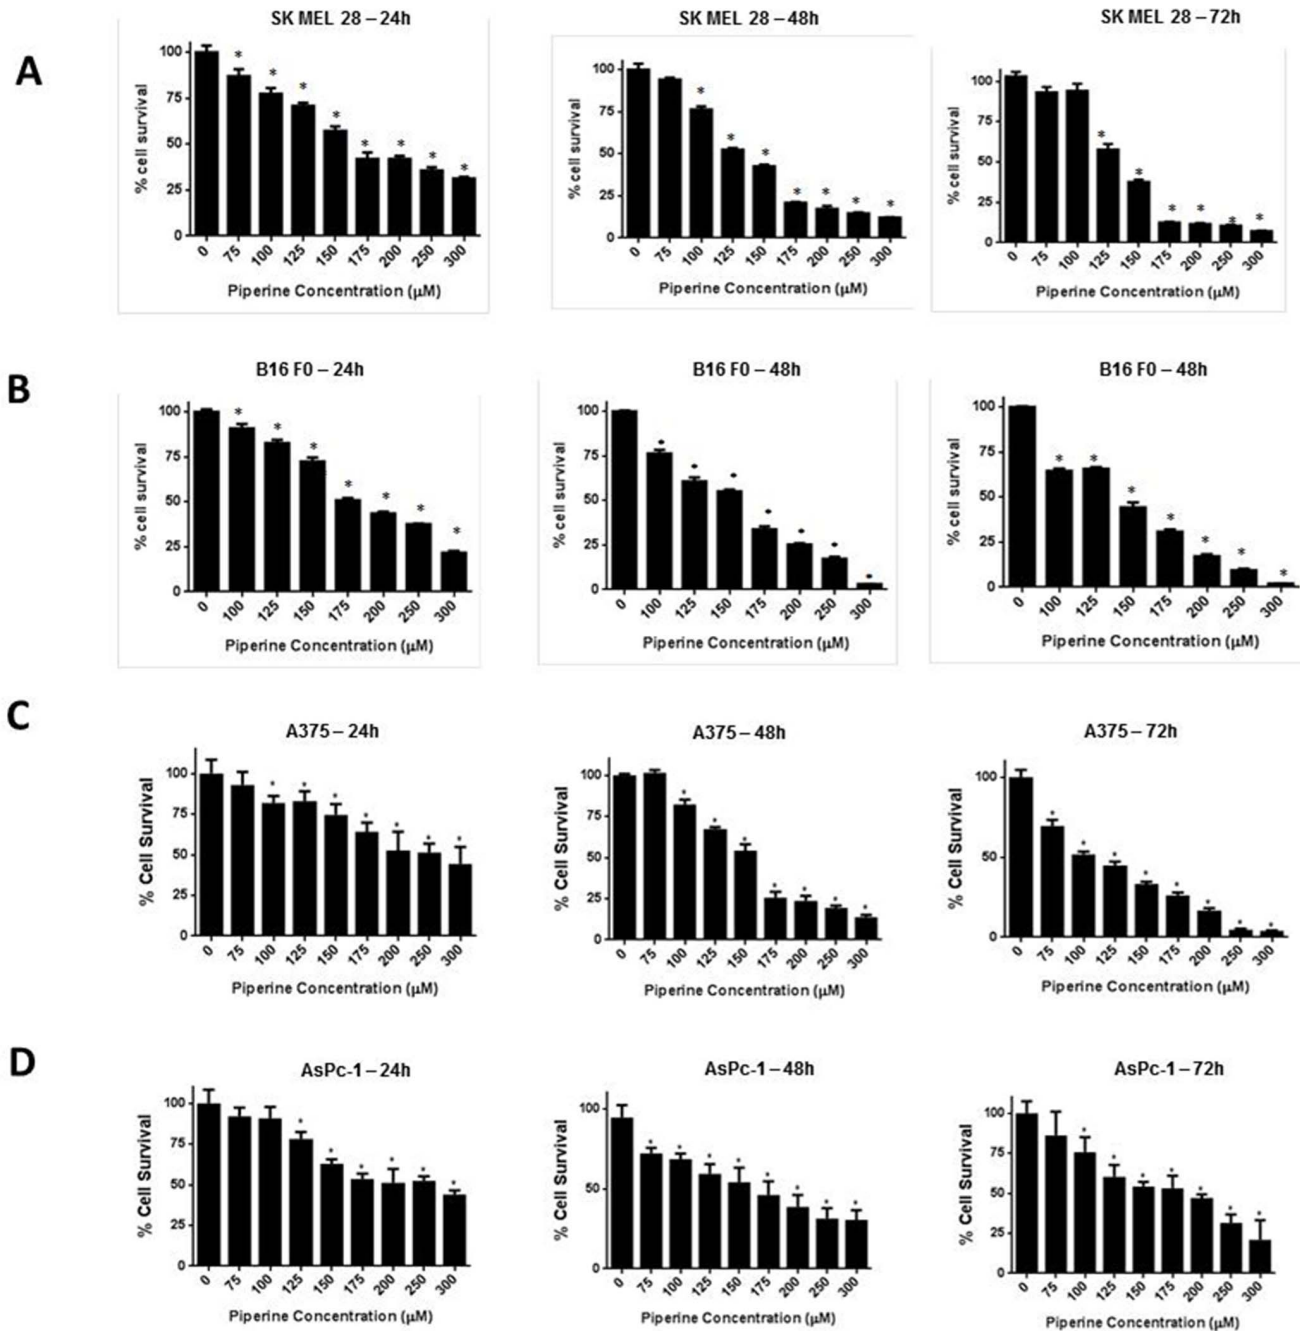 A
SK MEL 28 – 24h
% cell survival
100
75
50
25
0
0 75 100 125 150 175 200 250 300
* * * * * * * *
Piperine Concentration (µM)
SK MEL 28 – 48h
% cell survival
100
75
50
25
0
0 75 100 125 150 175 200 250 300
* * * * * * *
Piperine Concentration (µM)
SK MEL 28 – 72h
% cell survival
100
75
50
25
0
0 75 100 125 150 175 200 250 300
* * * * * *
Piperine Concentration (µM)
B
B16 F0 – 24h
% cell survival
100
75
50
25
0
0 100 125 150 175 200 250 300
* * * * * * *
Piperine Concentration (µM)
B16 F0 – 48h
% cell survival
100
75
50
25
0
0 100 125 150 175 200 250 300
* * * * * * *
Piperine Concentration (µM)
B16 F0 – 48h
% cell survival
100
75
50
25
0
0 100 125 150 175 200 250 300
* * * * * * *
Piperine Concentration (µM)
C
A375 – 24h
% Cell Survival
100
75
50
25
0
0 75 100 125 150 175 200 250 300
* * * * * * *
Piperine Concentration (µM)
A375 – 48h
% Cell Survival
100
75
50
25
0
0 75 100 125 150 175 200 250 300
* * * * * * *
Piperine Concentration (µM)
A375 – 72h
% Cell Survival
100
50
0
0 75 100 125 150 175 200 250 300
* * * * * * * *
Piperine Concentration (µM)
D
AsPc-1 – 24h
% Cell Survival
100
75
50
25
0
0 75 100 125 150 175 200 250 300
* * * * * *
Piperine Concentration (µM)
AsPc-1 – 48h
% Cell Survival
100
50
0
0 75 100 125 150 175 200 250 300
* * * * * * * *
Piperine Concentration (µM)
AsPc-1 – 72h
% Cell Survival
100
75
50
25
0
0 75 100 125 150 175 200 250 300
* * * * * * *
Piperine Concentration (µM)